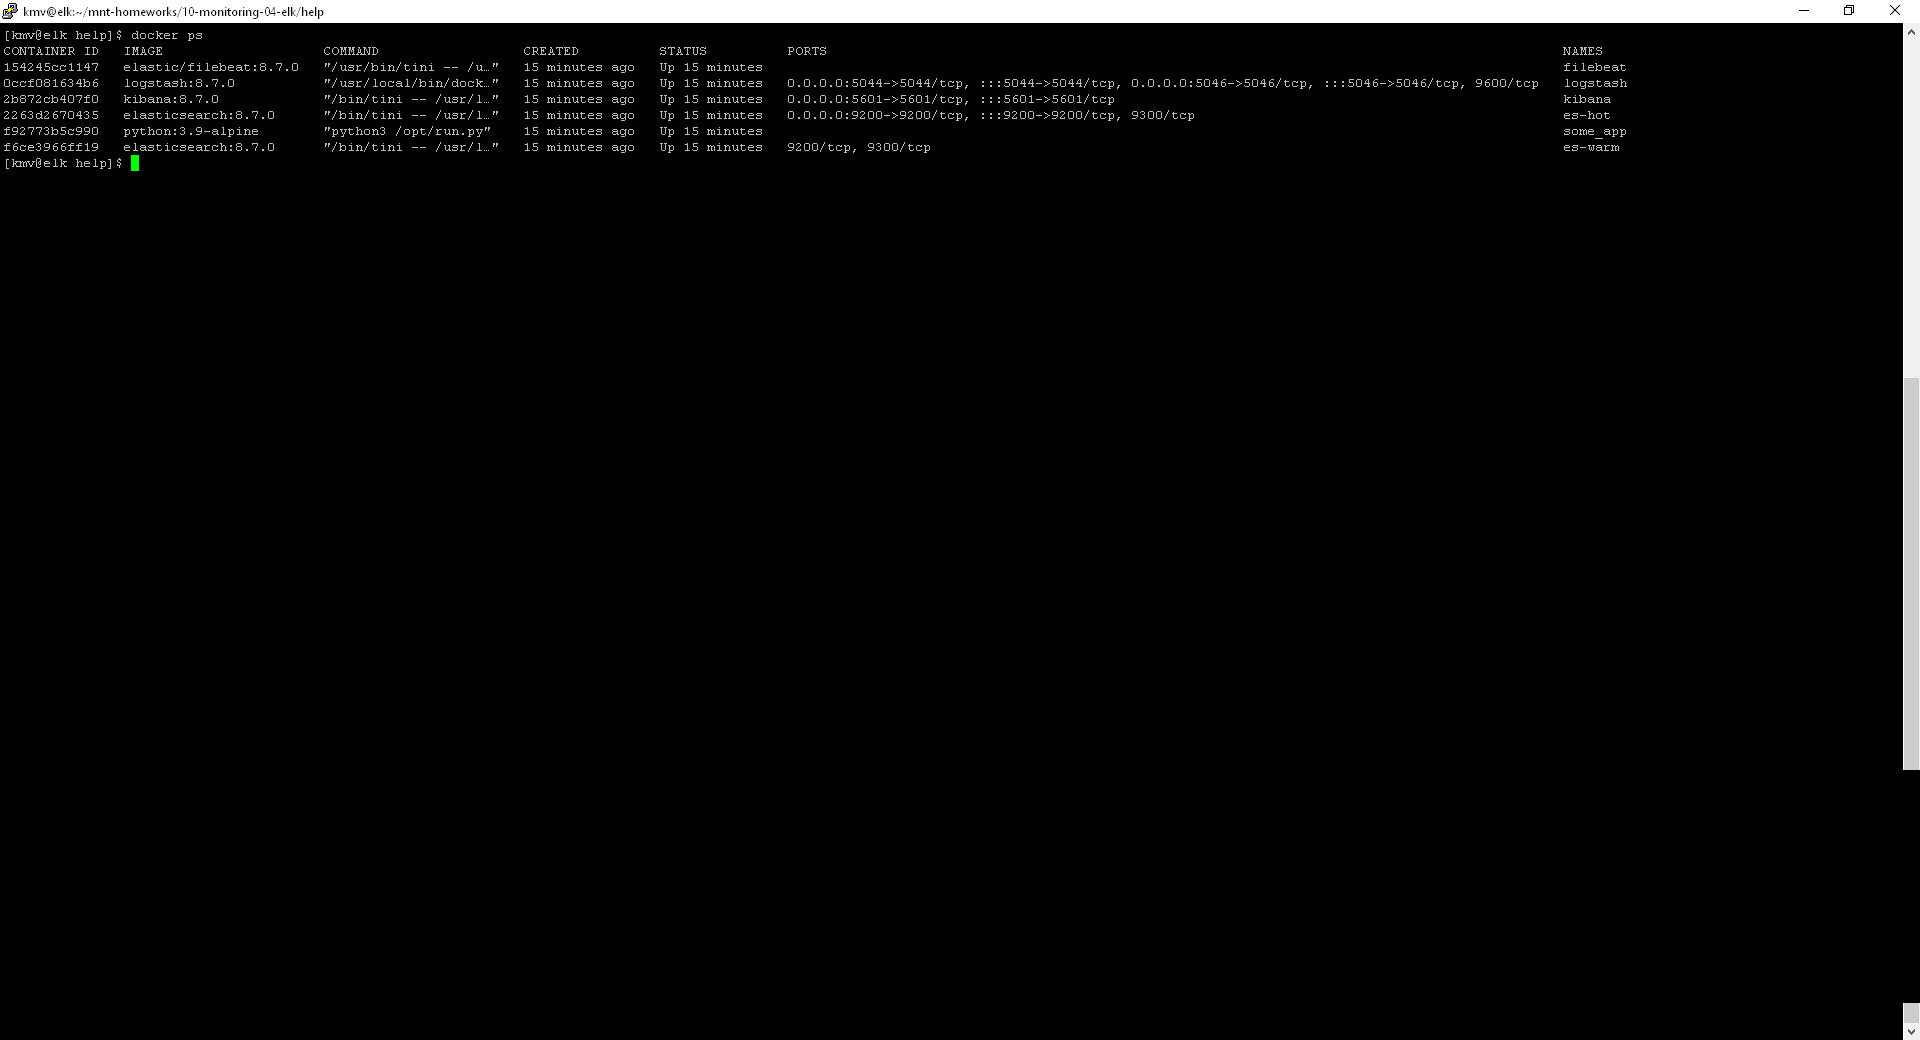 kmv@elk:~/mnt-homeworks/10-monitoring-04-elk/help
[kmv@elk help]$ docker ps
CONTAINER ID   IMAGE                    COMMAND                  CREATED          STATUS          PORTS                                                                                            NAMES
154245cc1147   elastic/filebeat:8.7.0   "/usr/bin/tini -- /u…"   15 minutes ago   Up 15 minutes                                                                                                    filebeat
0ccf081634b6   logstash:8.7.0           "/usr/local/bin/dock…"   15 minutes ago   Up 15 minutes   0.0.0.0:5044->5044/tcp, :::5044->5044/tcp, 0.0.0.0:5046->5046/tcp, :::5046->5046/tcp, 9600/tcp   logstash
2b872cb407f0   kibana:8.7.0             "/bin/tini -- /usr/l…"   15 minutes ago   Up 15 minutes   0.0.0.0:5601->5601/tcp, :::5601->5601/tcp                                                        kibana
2263d2670435   elasticsearch:8.7.0      "/bin/tini -- /usr/l…"   15 minutes ago   Up 15 minutes   0.0.0.0:9200->9200/tcp, :::9200->9200/tcp, 9300/tcp                                              es-hot
f92773b5c990   python:3.9-alpine        "python3 /opt/run.py"    15 minutes ago   Up 15 minutes                                                                                                    some_app
f6ce3966ff19   elasticsearch:8.7.0      "/bin/tini -- /usr/l…"   15 minutes ago   Up 15 minutes   9200/tcp, 9300/tcp                                                                               es-warm
[kmv@elk help]$